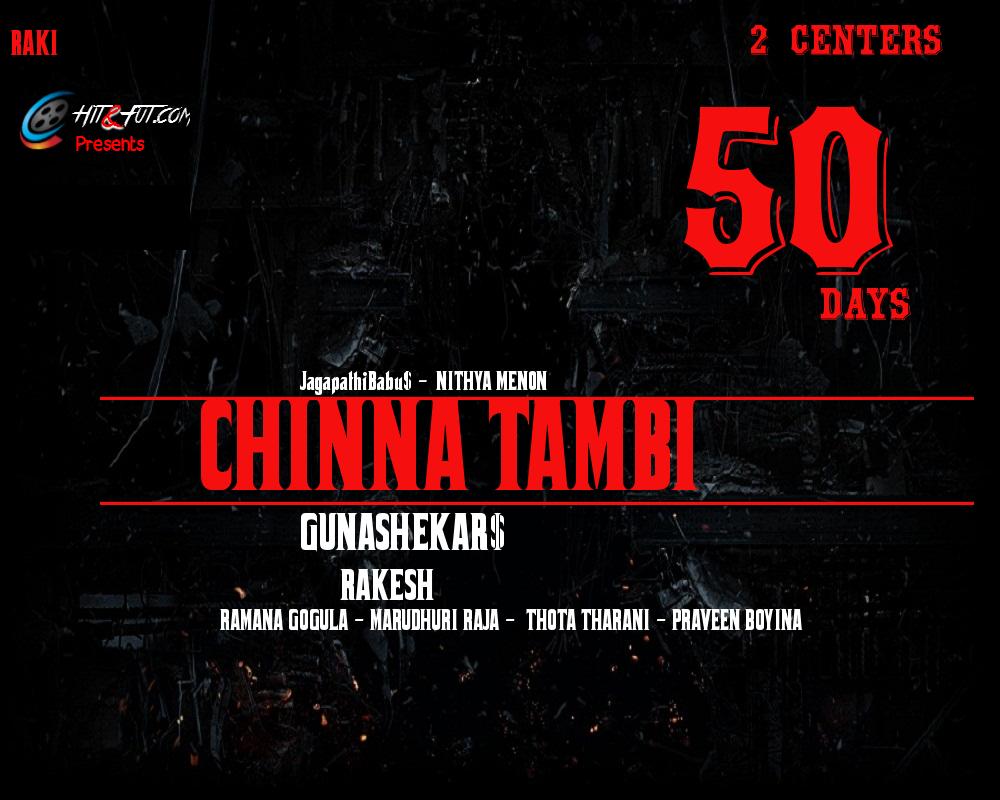 RAKI
2 CENTERS
HIT&FUT.COM
Presents
50
DAYS
JagapathiBabu$ - NITHYA MENON
CHINNA TAMBI
GUNASHEKAR$
RAKESH
RAMANA GOGULA - MARUDHURI RAJA - THOTA THARANI - PRAVEEN BOYINA